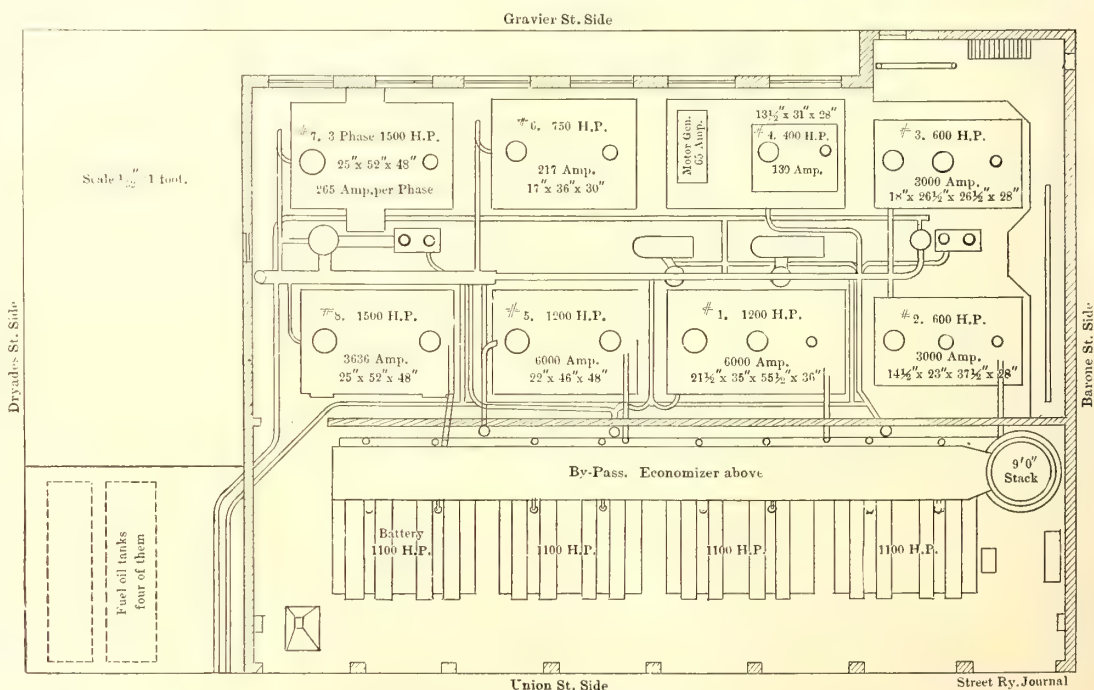 Gravier St. Side
#7. 3 Phase 1500 H.P.
25" x 52" x 48"
265 Amp. per Phase
#6. 750 H.P.
217 Amp.
17" x 36" x 30"
Motor Gen.
65 Amp.
13½" x 31" x 28"
#4. 400 H.P.
130 Amp.
#3. 600 H.P.
3000 Amp.
18" x 26½" x 26½" x 28"
Scale 1/32" 1 foot.
#8. 1500 H.P.
3636 Amp.
25" x 52" x 48"
#5. 1200 H.P.
6000 Amp.
22" x 46" x 48"
#1. 1200 H.P.
6000 Amp.
21½" x 35" x 55½" x 36"
#2. 600 H.P.
3000 Amp.
14½" x 23" x 37½" x 28"
Dryades St. Side
Barone St. Side
By-Pass. Economizer above
9'0"
Stack
Battery
1100 H.P.
1100 H.P.
1100 H.P.
1100 H.P.
Fuel oil tanks
four of them
Union St. Side
Street Ry. Journal